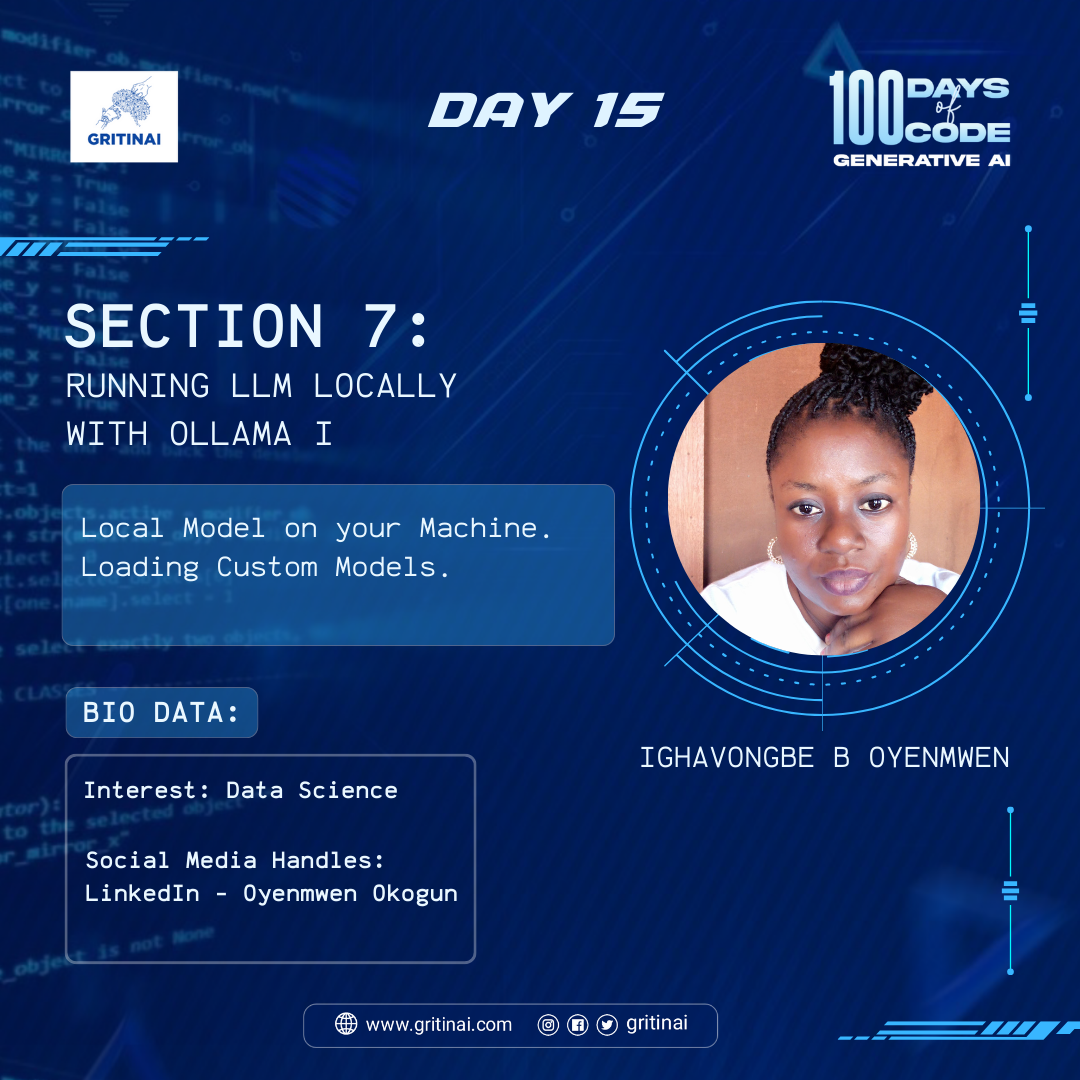 GRITINAI
DAY 15
100 DAYS
of
CODE
GENERATIVE AI
SECTION 7:
RUNNING LLM LOCALLY
WITH OLLAMA I
Local Model on your Machine.
Loading Custom Models.
BIO DATA:
Interest: Data Science
Social Media Handles:
LinkedIn - Oyenmwen Okogun
IGHAVONGBE B OYENMWEN
www.gritinai.com
gritinai